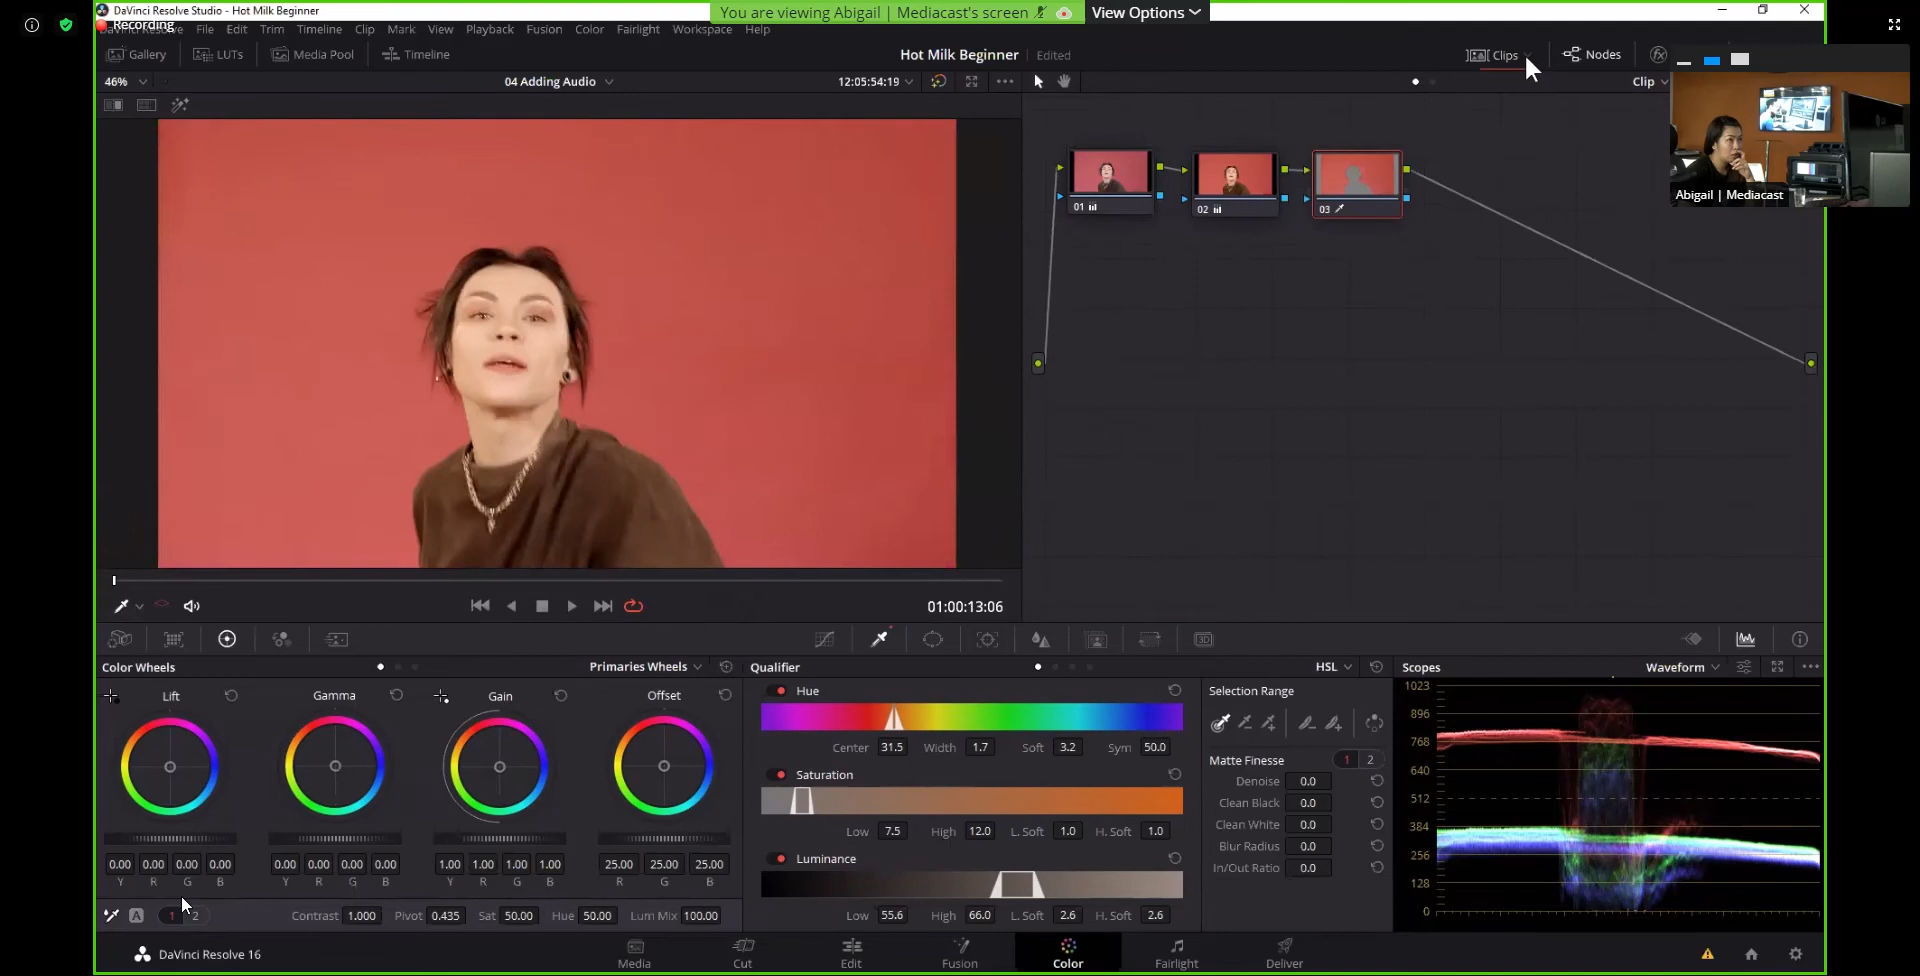 DaVinci Resolve Studio - Hot Milk Beginner
You are viewing Abigail | Mediacast's screen
View Options
Recording
File Edit Trim Timeline Clip Mark View Playback Fusion Color Fairlight Workspace Help
Gallery LUTs Media Pool Timeline
Hot Milk Beginner Edited
Clips Nodes
46% 04 Adding Audio 12:05:54:19
Clip
Abigail | Mediacast
01
02
03
01:00:13:06
Color Wheels Primaries Wheels
Qualifier HSL
Scopes Waveform
Lift Gamma Gain Offset
0.00 0.00 0.00 0.00
Y R G B
0.00 0.00 0.00 0.00
Y R G B
1.00 1.00 1.00 1.00
Y R G B
25.00 25.00 25.00
R G B
A 1 2 Contrast 1.000 Pivot 0.435 Sat 50.00 Hue 50.00 Lum Mix 100.00
Hue
Center 31.5 Width 1.7 Soft 3.2 Sym 50.0
Saturation
Low 7.5 High 12.0 L. Soft 1.0 H. Soft 1.0
Luminance
Low 55.6 High 66.0 L. Soft 2.6 H. Soft 2.6
Selection Range
Matte Finesse 1 2
Denoise 0.0
Clean Black 0.0
Clean White 0.0
Blur Radius 0.0
In/Out Ratio 0.0
1023
896
768
640
512
384
256
128
0
3D
DaVinci Resolve 16
Media Cut Edit Fusion Color Fairlight Deliver